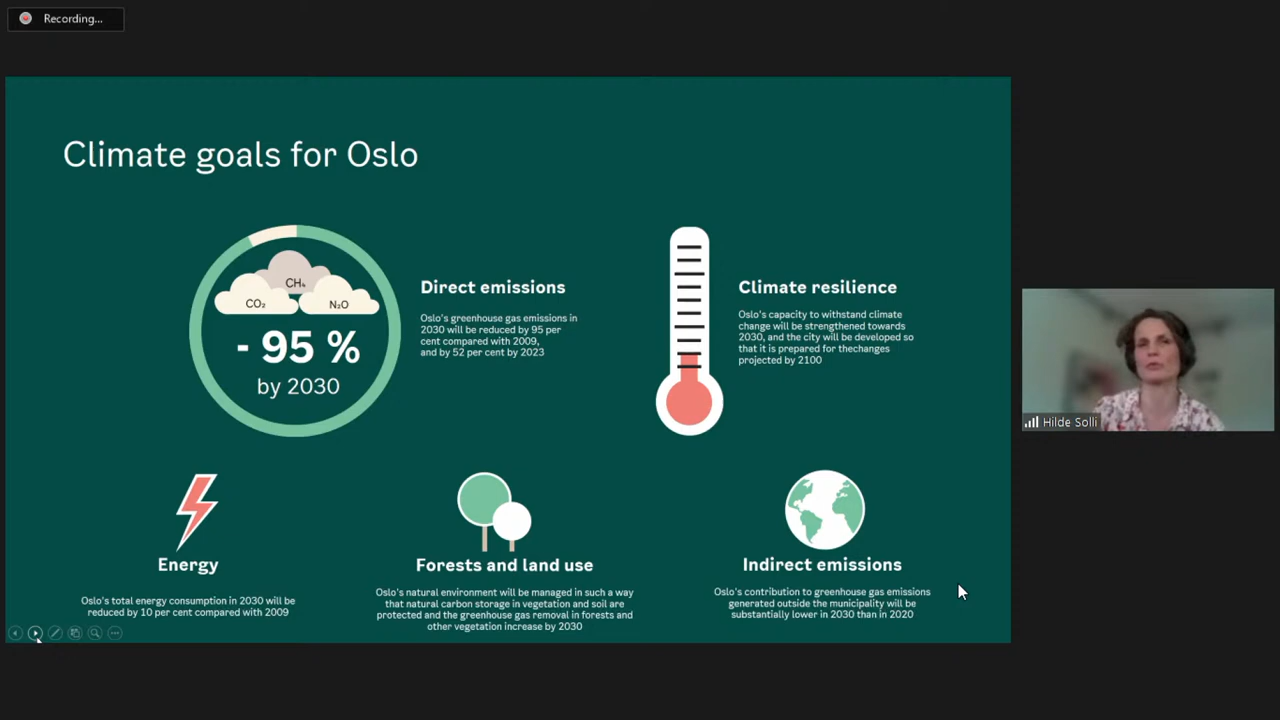 Recording...
Climate goals for Oslo
CH₄
CO₂
N₂O
- 95 %
by 2030
Direct emissions
Oslo's greenhouse gas emissions in
2030 will be reduced by 95 per
cent compared with 2009,
and by 52 per cent by 2023
Climate resilience
Oslo's capacity to withstand climate
change will be strengthened towards
2030, and the city will be developed so
that it is prepared for thechanges
projected by 2100
Hilde Solli
Energy
Oslo's total energy consumption in 2030 will be
reduced by 10 per cent compared with 2009
Forests and land use
Oslo's natural environment will be managed in such a way
that natural carbon storage in vegetation and soil are
protected and the greenhouse gas removal in forests and
other vegetation increase by 2030
Indirect emissions
Oslo's contribution to greenhouse gas emissions
generated outside the municipality will be
substantially lower in 2030 than in 2020